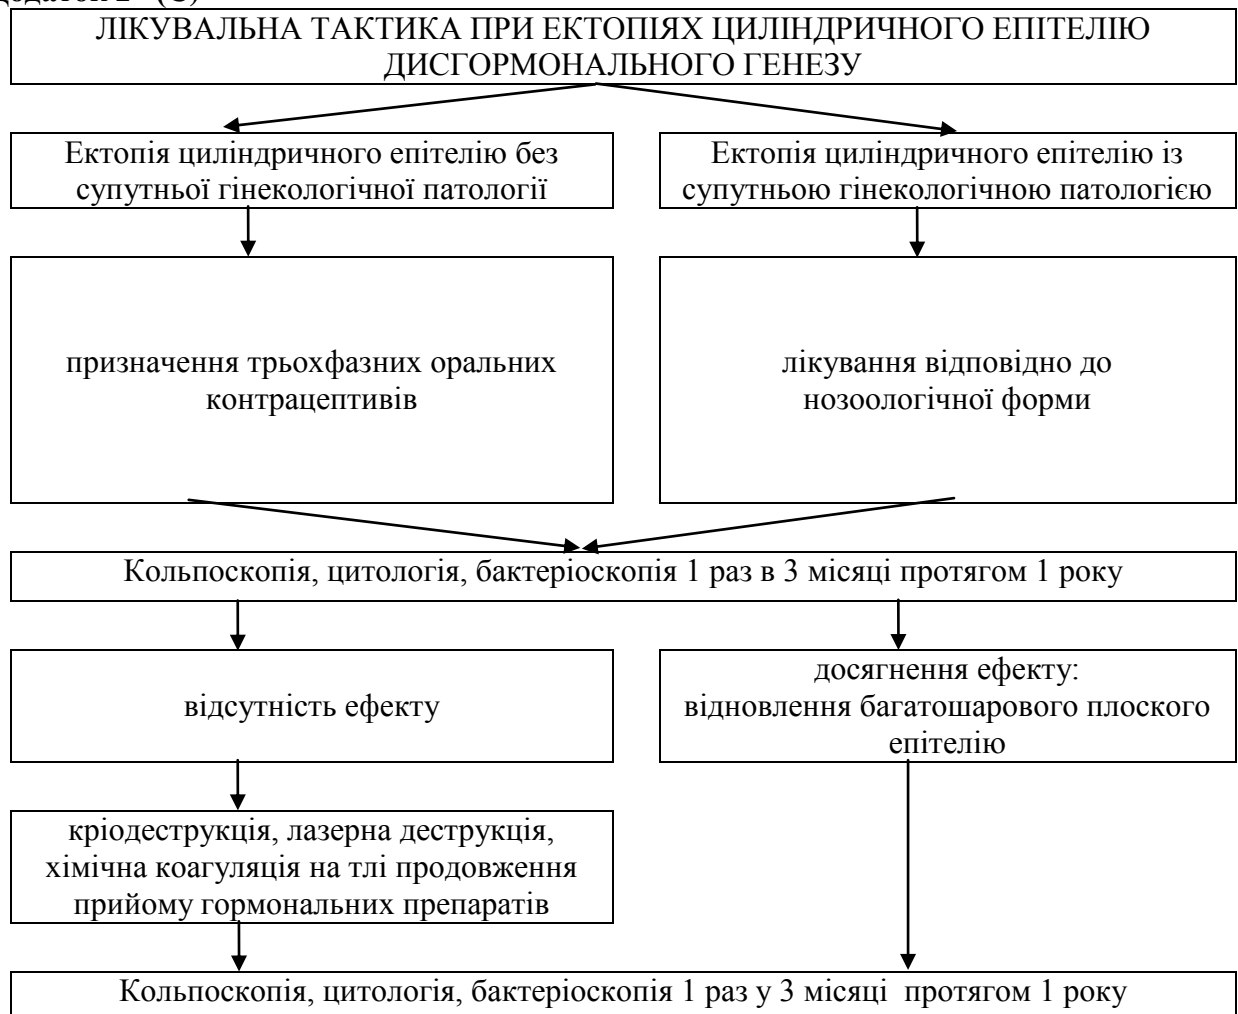 ЛІКУВАЛЬНА ТАКТИКА ПРИ ЕКТОПІЯХ ЦИЛІНДРИЧНОГО ЕПІТЕЛІЮ
ДИСГОРМОНАЛЬНОГО ГЕНЕЗУ
Ектопія циліндричного епітелію без
супутньої гінекологічної патології
Ектопія циліндричного епітелію із
супутньою гінекологічною патологією
призначення трьохфазних оральних
контрацептивів
лікування відповідно до
нозоологічної форми
Кольпоскопія, цитологія, бактеріоскопія 1 раз в 3 місяці протягом 1 року
відсутність ефекту
досягнення ефекту:
відновлення багатошарового плоского
епітелію
кріодеструкція, лазерна деструкція,
хімічна коагуляція на тлі продовження
прийому гормональних препаратів
Кольпоскопія, цитологія, бактеріоскопія 1 раз у 3 місяці  протягом 1 року